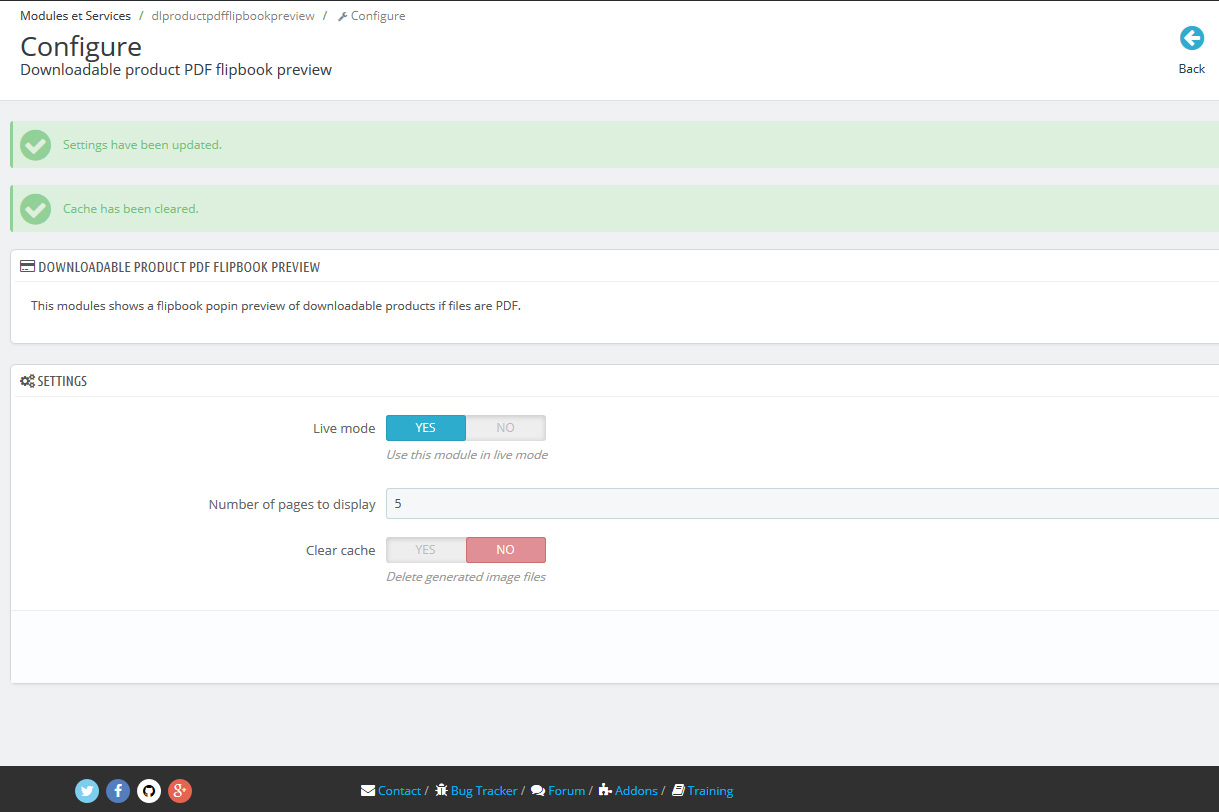 Modules et Services / dlproductpdfflipbookpreview / Configure
Configure
Downloadable product PDF flipbook preview
Back
Settings have been updated.
Cache has been cleared.
DOWNLOADABLE PRODUCT PDF FLIPBOOK PREVIEW
This modules shows a flipbook popin preview of downloadable products if files are PDF.
SETTINGS
Live mode YES NO
Use this module in live mode
Number of pages to display 5
Clear cache YES NO
Delete generated image files
Contact / Bug Tracker / Forum / Addons / Training